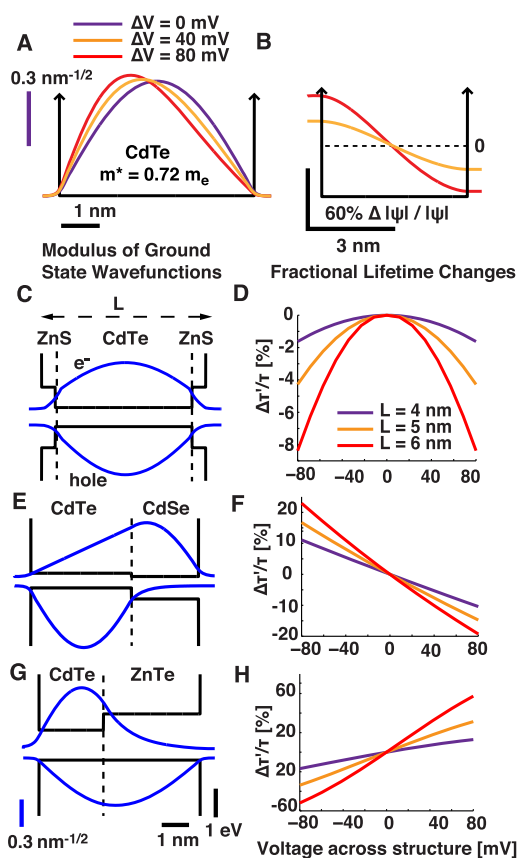 ΔV = 0 mV
ΔV = 40 mV
ΔV = 80 mV
A
B
0.3 nm-1/2
CdTe
m* = 0.72 me
0
1 nm
60% Δ |ψ| / |ψ|
3 nm
Modulus of Ground
State Wavefunctions
Fractional Lifetime Changes
C
L
ZnS CdTe ZnS
e-
hole
D
Δτ'/τ [%]
0
-2
-4
-6
-8
L = 4 nm
L = 5 nm
L = 6 nm
−80 −40 0 40 80
E
CdTe CdSe
F
Δτ'/τ [%]
20
10
0
-10
-20
−80 −40 0 40 80
G
CdTe ZnTe
0.3 nm-1/2
1 nm
1 eV
H
Δτ'/τ [%]
60
20
20
-60
−80 −40 0 40 80
Voltage across structure [mV]